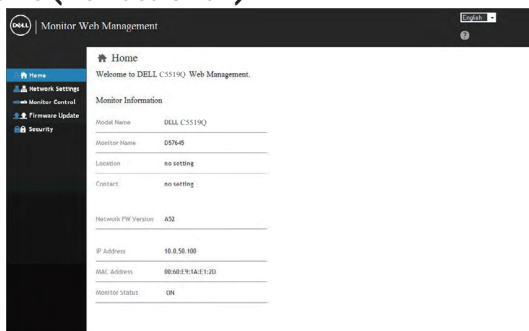 DELL | Monitor Web Management
English
Home
Network Settings
Monitor Control
Firmware Update
Security
Home
Welcome to DELL C5519Q Web Management.
Monitor Information
Model Name DELL C5519Q
Monitor Name D57645
Location no setting
Contact no setting
Network FW Version A52
IP Address 10.0.50.100
MAC Address 00:60:E9:1A:E1:2D
Monitor Status ON